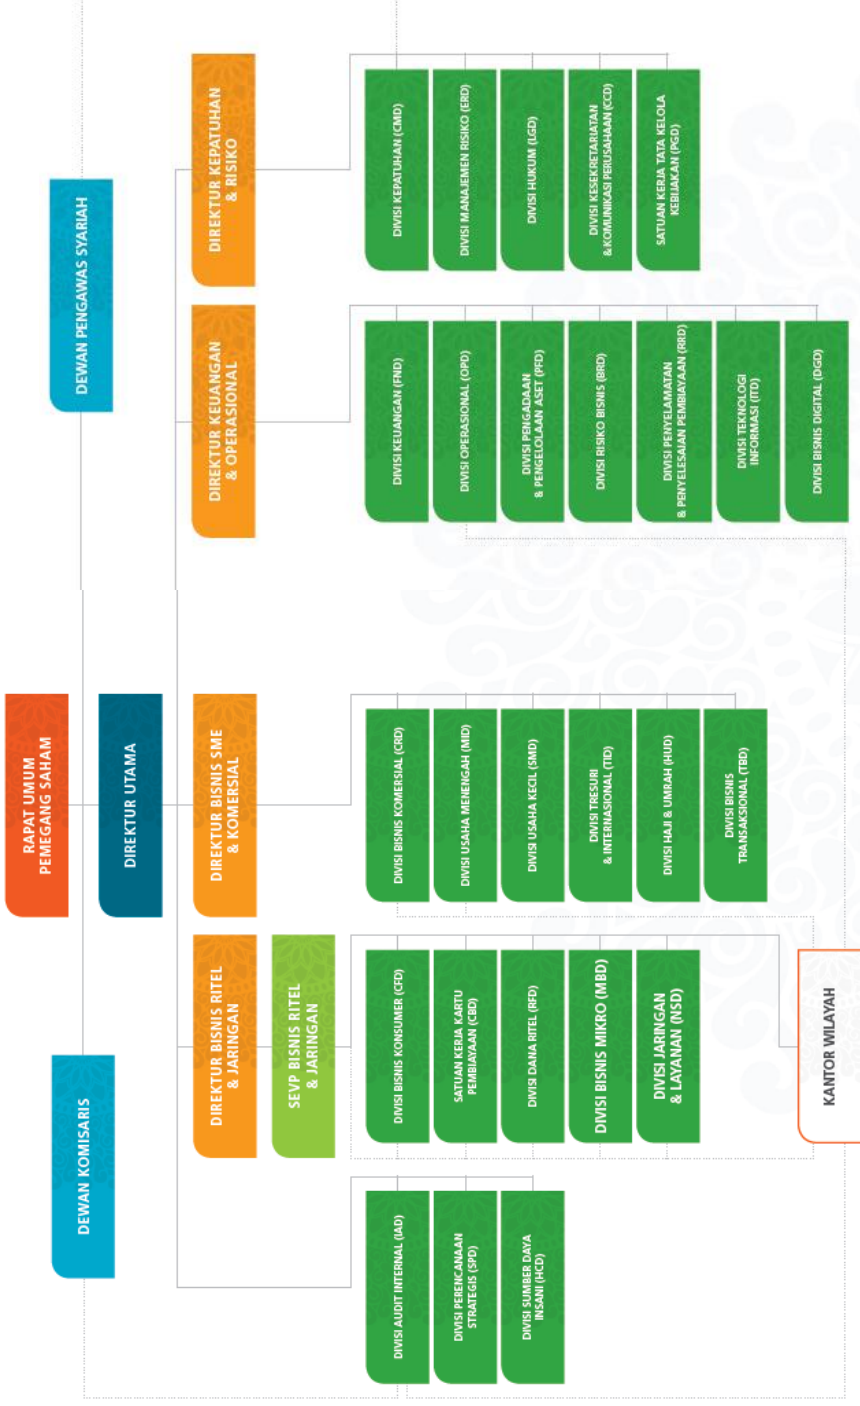 RAPAT UMUM
PEMEGANG SAHAM
DEWAN KOMISARIS
DEWAN PENGAWAS SYARIAH
DIREKTUR UTAMA
DIREKTUR BISNIS RITEL
& JARINGAN
DIREKTUR BISNIS SME
& KOMERSIAL
DIREKTUR KEUANGAN
& OPERASIONAL
DIREKTUR KEPATUHAN
& RISIKO
SEVP BISNIS RITEL
& JARINGAN
DIVISI AUDIT INTERNAL (IAD)
DIVISI PERENCANAAN
STRATEGIS (SPD)
DIVISI SUMBER DAYA
INSANI (HCD)
DIVISI BISNIS KONSUMER (CFD)
SATUAN KERJA KARTU
PEMBIAYAAN (CBD)
DIVISI DANA RITEL (RFD)
DIVISI BISNIS MIKRO (MBD)
DIVISI JARINGAN
& LAYANAN (NSD)
KANTOR WILAYAH
DIVISI BISNIS KOMERSIAL (CRD)
DIVISI USAHA MENENGAH (MID)
DIVISI USAHA KECIL (SMD)
DIVISI TRESURI
& INTERNASIONAL (TID)
DIVISI HAJI & UMRAH (HUD)
DIVISI BISNIS
TRANSAKSIONAL (TBD)
DIVISI KEUANGAN (FND)
DIVISI OPERASIONAL (OPD)
DIVISI PENGADAAN
& PENGELOLAAN ASET (PFD)
DIVISI RISIKO BISNIS (BRD)
DIVISI PENYELAMATAN
& PENYELESAIAN PEMBIAYAAN (RRD)
DIVISI TEKNOLOGI
INFORMASI (ITD)
DIVISI BISNIS DIGITAL (DGD)
DIVISI KEPATUHAN (CMD)
DIVISI MANAJEMEN RISIKO (ERD)
DIVISI HUKUM (LGD)
DIVISI KESEKRETARIATAN
& KOMUNIKASI PERUSAHAAN (CCD)
SATUAN KERJA TATA KELOLA
KEBIJAKAN (PGD)